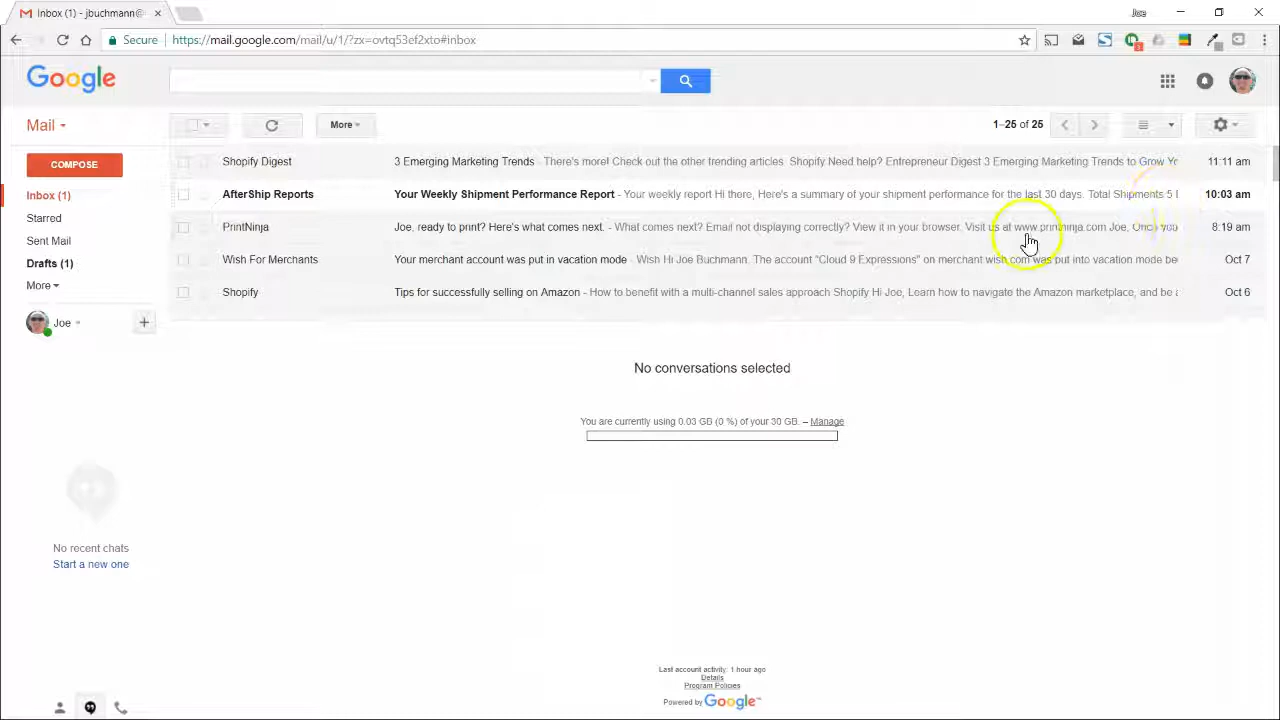 Inbox (1) - jbuchmann@
Joe
Secure https://mail.google.com/mail/u/1/?zx=ovtq53ef2xto#inbox
Google
Mail
More
1–25 of 25
COMPOSE
Inbox (1)
Starred
Sent Mail
Drafts (1)
More
Joe
Shopify Digest 3 Emerging Marketing Trends - There's more! Check out the other trending articles Shopify Need help? Entrepreneur Digest 3 Emerging Marketing Trends to Grow Yo 11:11 am
AfterShip Reports Your Weekly Shipment Performance Report - Your weekly report Hi there, Here's a summary of your shipment performance for the last 30 days. Total Shipments 5 10:03 am
PrintNinja Joe, ready to print? Here's what comes next. - What comes next? Email not displaying correctly? View it in your browser. Visit us at www.printninja.com Joe, Once you 8:19 am
Wish For Merchants Your merchant account was put in vacation mode - Wish Hi Joe Buchmann, The account "Cloud 9 Expressions" on merchant.wish.com was put into vacation mode be Oct 7
Shopify Tips for successfully selling on Amazon - How to benefit with a multi-channel sales approach Shopify Hi Joe, Learn how to navigate the Amazon marketplace, and be a Oct 6
No conversations selected
You are currently using 0.03 GB (0 %) of your 30 GB. – Manage
No recent chats
Start a new one
Last account activity: 1 hour ago
Details
Program Policies
Powered by Google™